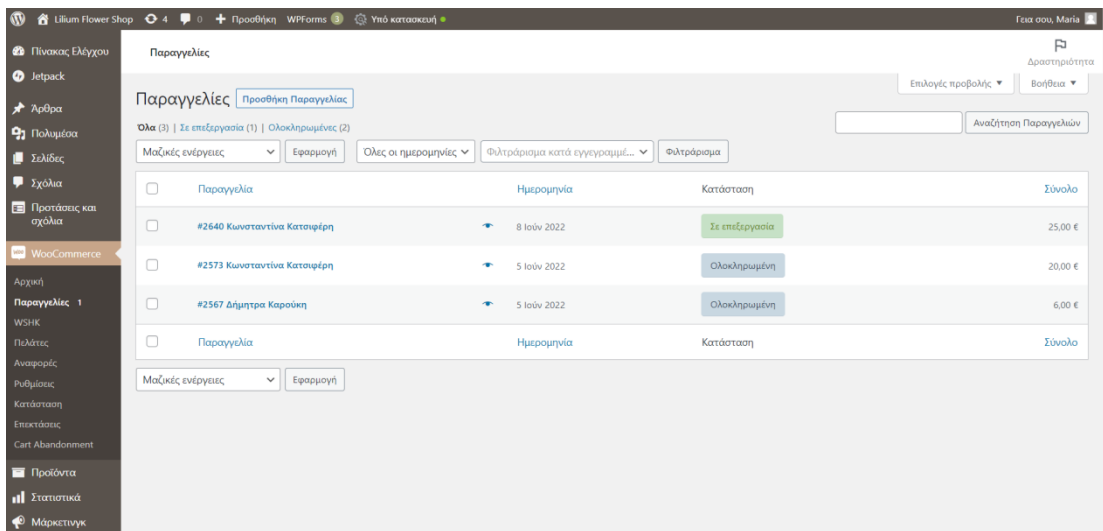 Lilium Flower Shop 4 0 Προσθήκη WPForms 3 Υπό κατασκευή Γεια σου, Maria
Πίνακας Ελέγχου
Jetpack
Άρθρα
Πολυμέσα
Σελίδες
Σχόλια
Προτάσεις και
σχόλια
WooCommerce
Αρχική
Παραγγελίες 1
WSHK
Πελάτες
Αναφορές
Ρυθμίσεις
Κατάσταση
Επεκτάσεις
Cart Abandonment
Προϊόντα
Στατιστικά
Μάρκετινγκ
Παραγγελίες
Δραστηριότητα
Επιλογές προβολής ▼ Βοήθεια ▼
Παραγγελίες Προσθήκη Παραγγελίας
Όλα (3) | Σε επεξεργασία (1) | Ολοκληρωμένες (2)
Αναζήτηση Παραγγελιών
Μαζικές ενέργειες Εφαρμογή Όλες οι ημερομηνίες Φιλτράρισμα κατά εγγεγραμμέ... Φιλτράρισμα
Παραγγελία Ημερομηνία Κατάσταση Σύνολο
#2640 Κωνσταντίνα Κατσιφέρη 8 Ιούν 2022 Σε επεξεργασία 25,00 €
#2573 Κωνσταντίνα Κατσιφέρη 5 Ιούν 2022 Ολοκληρωμένη 20,00 €
#2567 Δήμητρα Καρούκη 5 Ιούν 2022 Ολοκληρωμένη 6,00 €
Παραγγελία Ημερομηνία Κατάσταση Σύνολο
Μαζικές ενέργειες Εφαρμογή